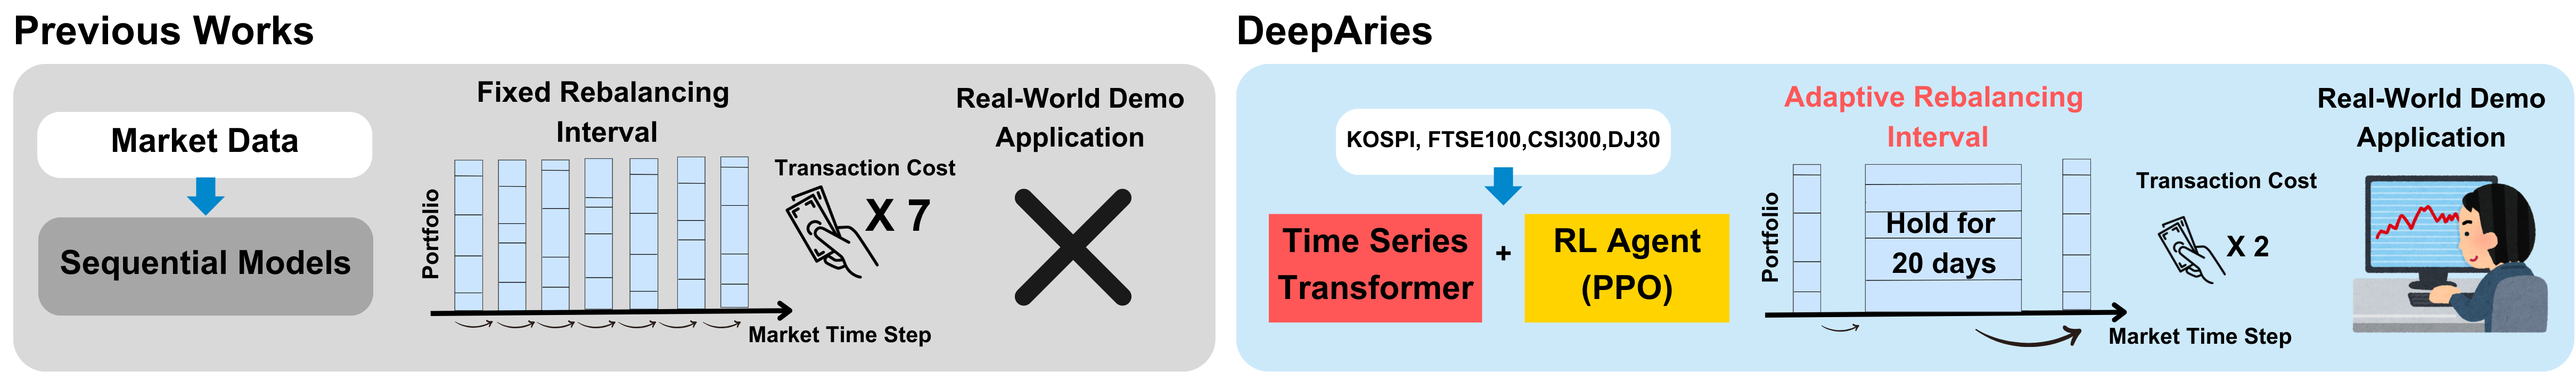 Previous Works
Market Data
Sequential Models
Fixed Rebalancing
Interval
Portfolio
Market Time Step
Transaction Cost
X 7
Real-World Demo
Application
DeepAries
KOSPI, FTSE100,CSI300,DJ30
Time Series
Transformer
+
RL Agent
(PPO)
Adaptive Rebalancing
Interval
Portfolio
Hold for
20 days
Market Time Step
Transaction Cost
X 2
Real-World Demo
Application